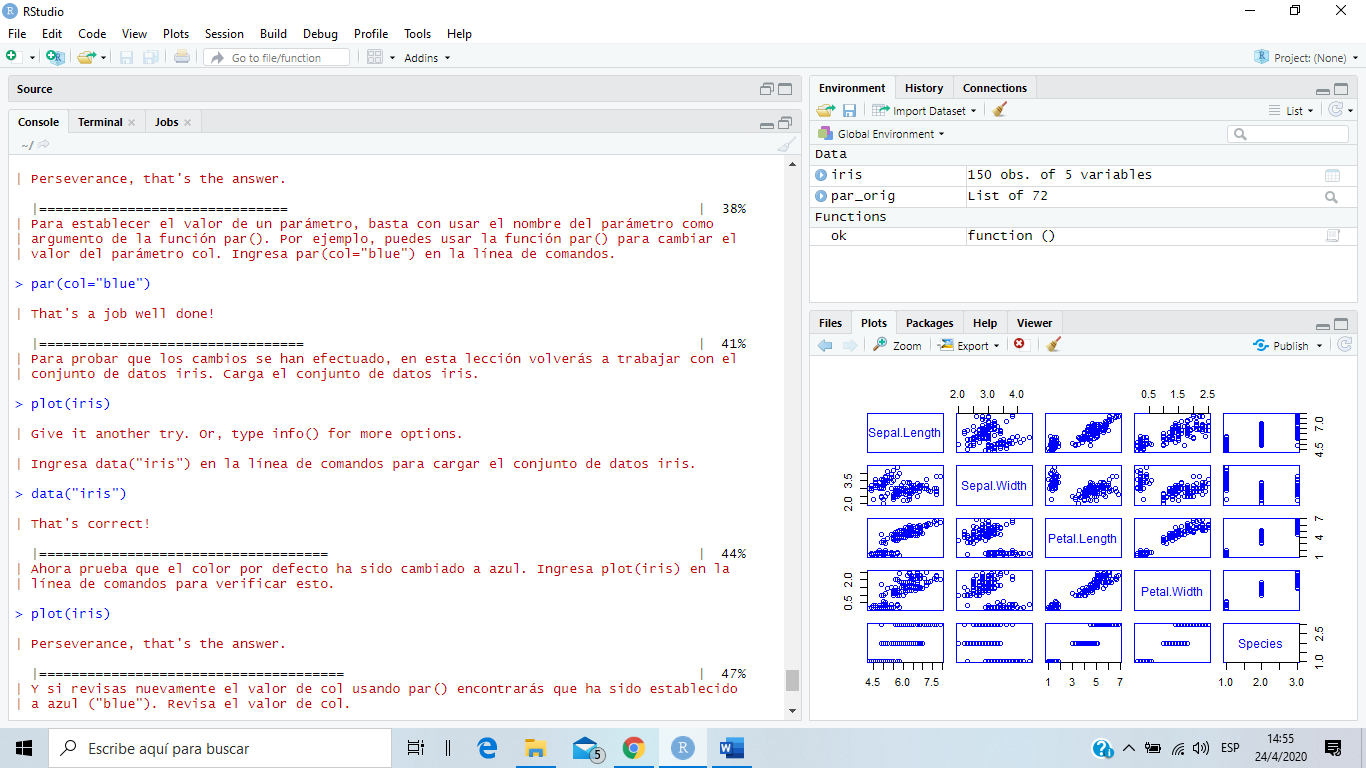 RStudio
File Edit Code View Plots Session Build Debug Profile Tools Help
Go to file/function Addins Project: (None)
Source
Console Terminal Jobs
~/
| Perseverance, that's the answer.
|=============================== | 38%
| Para establecer el valor de un parámetro, basta con usar el nombre del parámetro como
| argumento de la función par(). Por ejemplo, puedes usar la función par() para cambiar el
| valor del parámetro col. Ingresa par(col="blue") en la línea de comandos.
> par(col="blue")
| That's a job well done!
|================================= | 41%
| Para probar que los cambios se han efectuado, en esta lección volverás a trabajar con el
| conjunto de datos iris. Carga el conjunto de datos iris.
> plot(iris)
| Give it another try. Or, type info() for more options.
| Ingresa data("iris") en la línea de comandos para cargar el conjunto de datos iris.
> data("iris")
| That's correct!
|==================================== | 44%
| Ahora prueba que el color por defecto ha sido cambiado a azul. Ingresa plot(iris) en la
| línea de comandos para verificar esto.
> plot(iris)
| Perseverance, that's the answer.
|====================================== | 47%
| Y si revisas nuevamente el valor de col usando par() encontrarás que ha sido establecido
| a azul ("blue"). Revisa el valor de col.
Environment History Connections
Import Dataset List
Global Environment
Data
iris 150 obs. of 5 variables
par_orig List of 72
Functions
ok function ()
Files Plots Packages Help Viewer
Zoom Export Publish
2.0 3.0 4.0 0.5 1.5 2.5
Sepal.Length 4.5 7.0
2.0 3.5 Sepal.Width
Petal.Length 1 4 7
0.5 2.0 Petal.Width
Species 1.0 2.5
4.5 6.0 7.5 1 3 5 7 1.0 2.0 3.0
Escribe aquí para buscar
5
ESP
14:55
24/4/2020